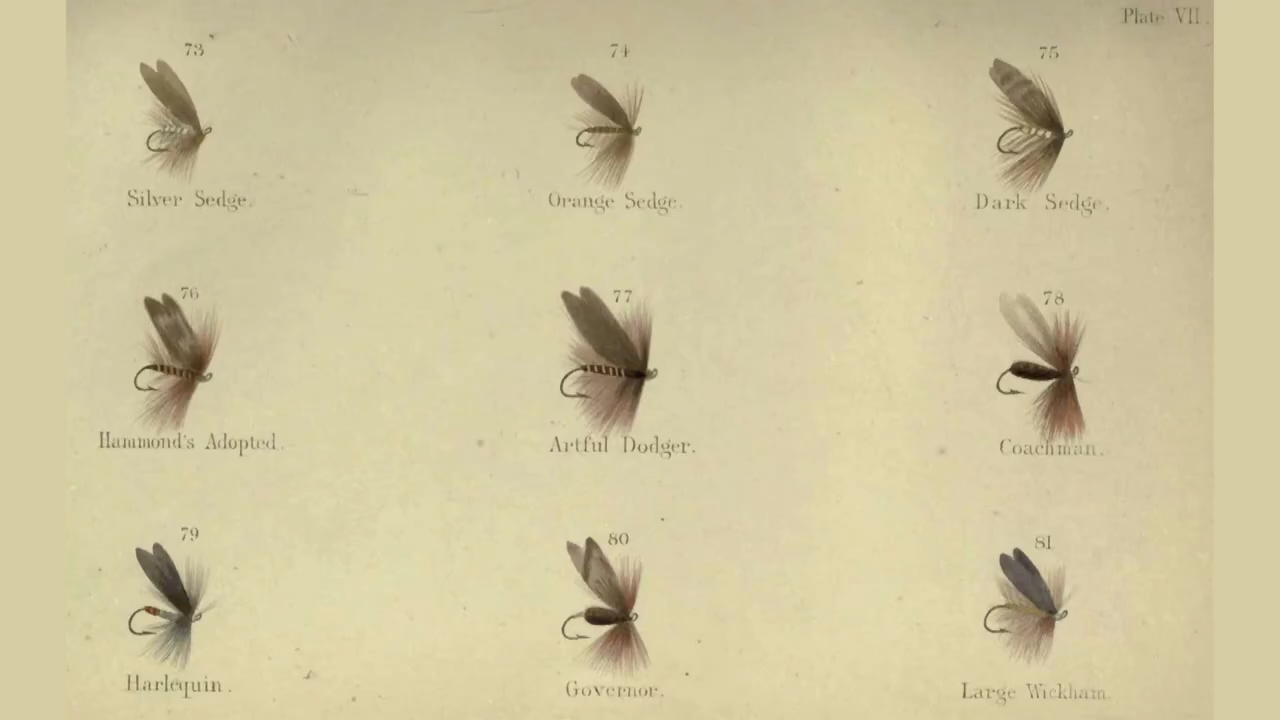 Plate VII.
73
74
75
Silver Sedge.
Orange Sedge.
Dark Sedge.
76
77
78
Hammond's Adopted.
Artful Dodger.
Coachman.
79
80
81
Harlequin.
Governor.
Large Wickham.